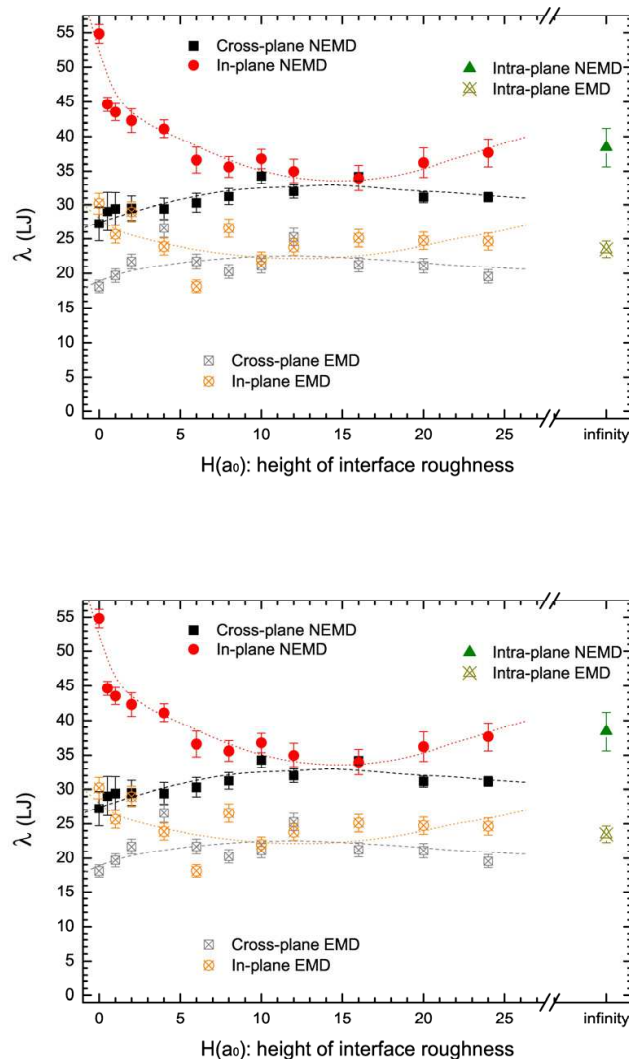 55
50
45
40
35
30
25
20
15
10
5
0
λ (LJ)
Cross-plane NEMD
In-plane NEMD
Intra-plane NEMD
Intra-plane EMD
Cross-plane EMD
In-plane EMD
0 5 10 15 20 25 infinity
H(a₀): height of interface roughness
55
50
45
40
35
30
25
20
15
10
5
0
λ (LJ)
Cross-plane NEMD
In-plane NEMD
Intra-plane NEMD
Intra-plane EMD
Cross-plane EMD
In-plane EMD
0 5 10 15 20 25 infinity
H(a₀): height of interface roughness